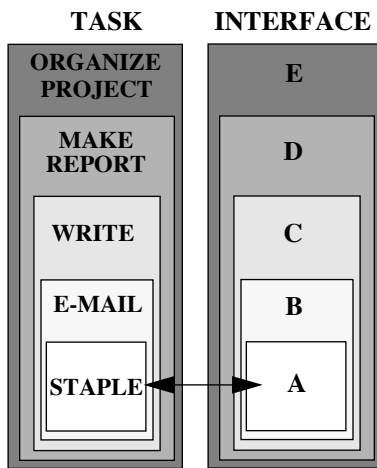 TASK
INTERFACE
ORGANIZE
PROJECT
E
MAKE
REPORT
D
WRITE
C
E-MAIL
B
STAPLE
A